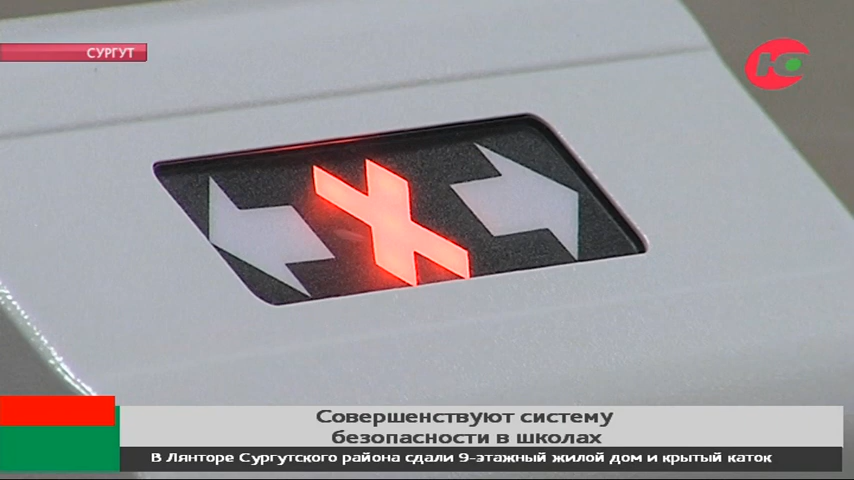 СУРГУТ
Ю
Совершенствуют систему
безопасности в школах
В Лянторе Сургутского района сдали 9-этажный жилой дом и крытый каток